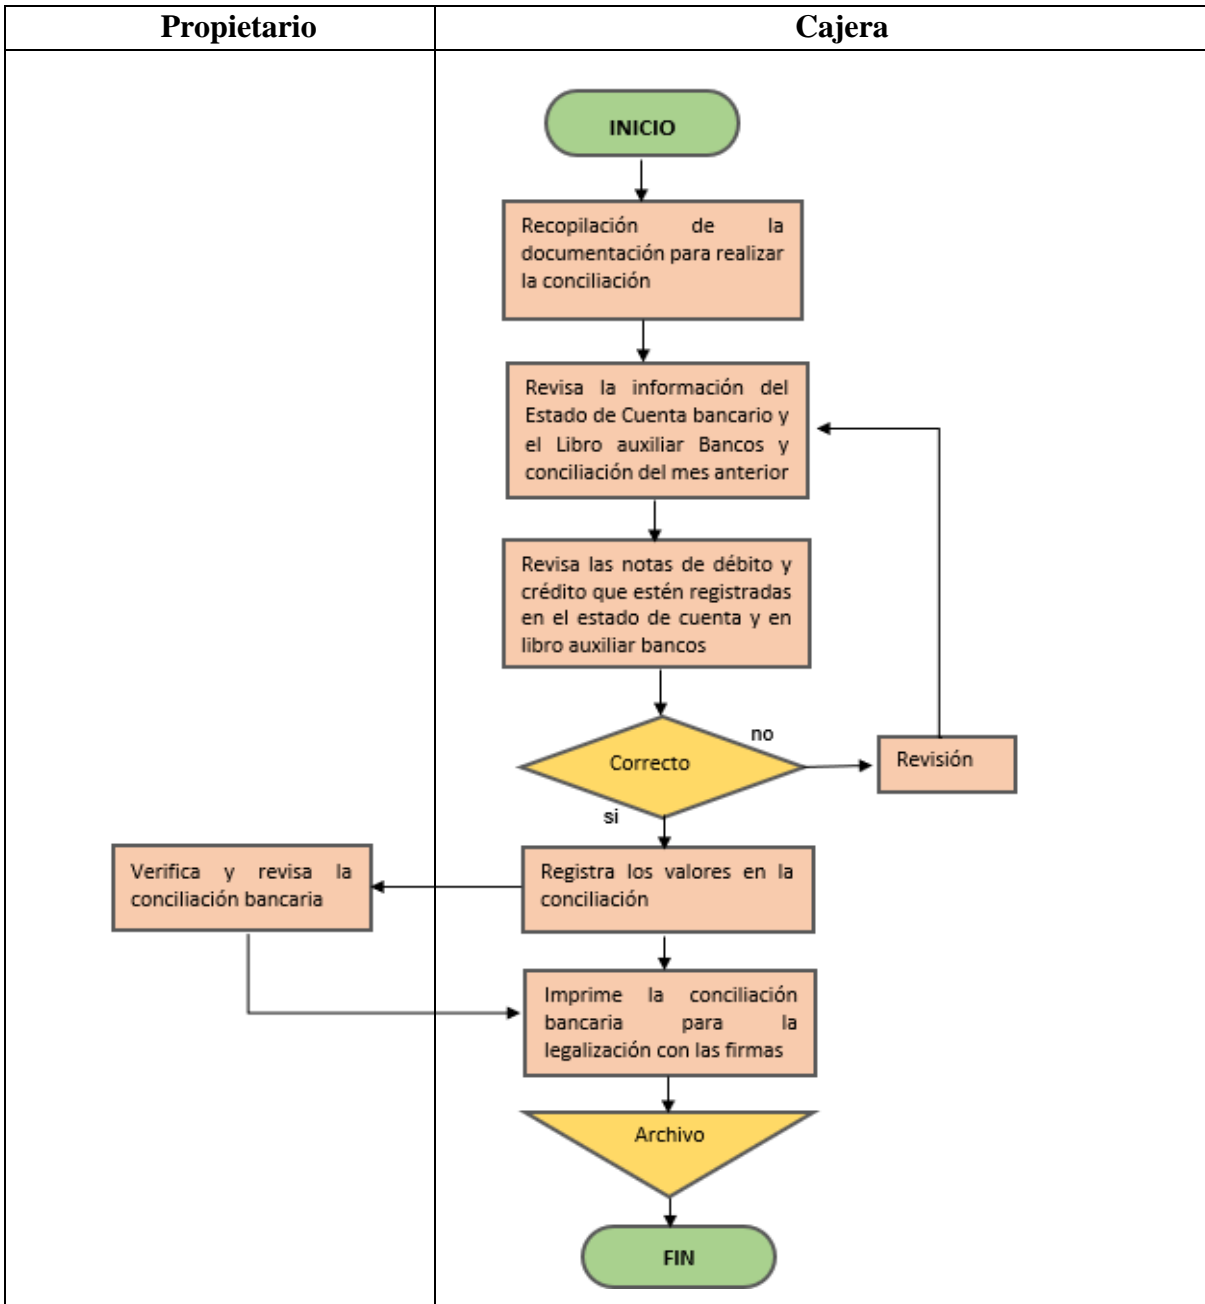 Propietario
Cajera
INICIO
Recopilación de la
documentación para realizar
la conciliación
Revisa la información del
Estado de Cuenta bancario y
el Libro auxiliar Bancos y
conciliación del mes anterior
Revisa las notas de débito y
crédito que estén registradas
en el estado de cuenta y en
libro auxiliar bancos
no
Correcto
Revisión
si
Verifica y revisa la
conciliación bancaria
Registra los valores en la
conciliación
Imprime la conciliación
bancaria para la
legalización con las firmas
Archivo
FIN